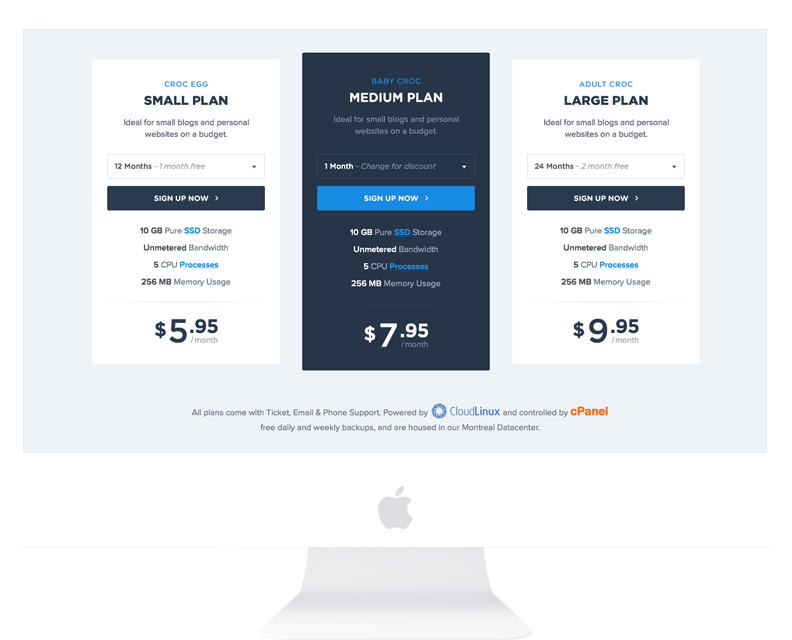 CROC EGG
SMALL PLAN
Ideal for small blogs and personal
websites on a budget.
12 Months - 1 month free
SIGN UP NOW >
10 GB Pure SSD Storage
Unmetered Bandwidth
5 CPU Processes
256 MB Memory Usage
$5.95
/month
BABY CROC
MEDIUM PLAN
Ideal for small blogs and personal
websites on a budget.
1 Month - Change for discount
SIGN UP NOW >
10 GB Pure SSD Storage
Unmetered Bandwidth
5 CPU Processes
256 MB Memory Usage
$7.95
/month
ADULT CROC
LARGE PLAN
Ideal for small blogs and personal
websites on a budget.
24 Months - 2 month free
SIGN UP NOW >
10 GB Pure SSD Storage
Unmetered Bandwidth
5 CPU Processes
256 MB Memory Usage
$9.95
/month
All plans come with Ticket, Email & Phone Support. Powered by CloudLinux and controlled by cPanel
free daily and weekly backups, and are housed in our Montreal Datacenter.